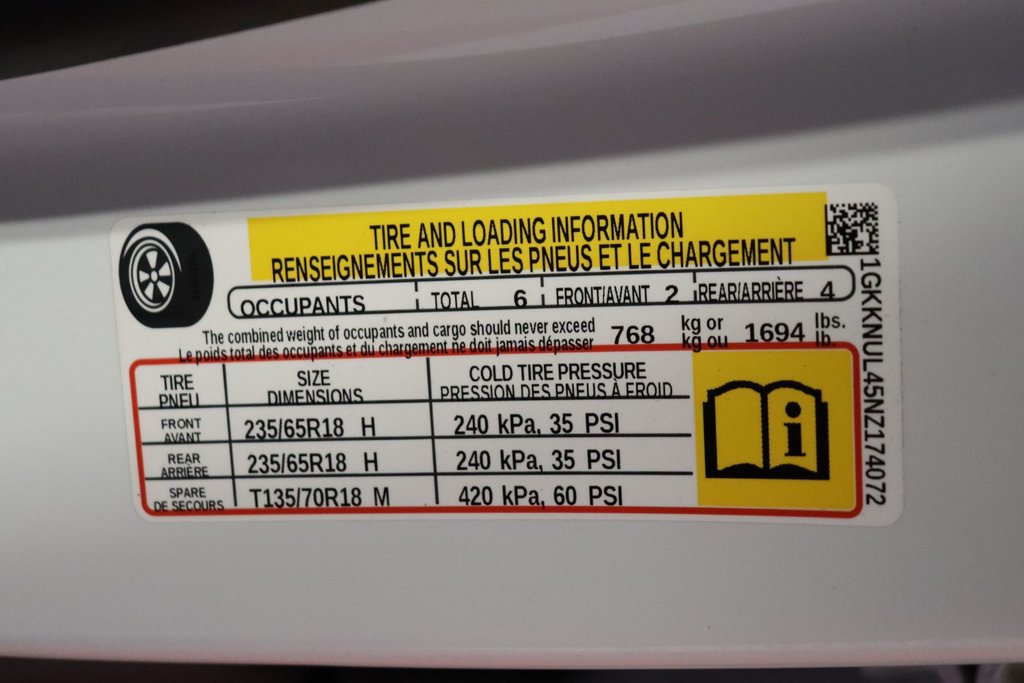 TIRE AND LOADING INFORMATION
RENSEIGNEMENTS SUR LES PNEUS ET LE CHARGEMENT
OCCUPANTS TOTAL 6 FRONT/AVANT 2 REAR/ARRIÈRE 4
The combined weight of occupants and cargo should never exceed 768 kg or 1694 lbs.
Le poids total des occupants et du chargement ne doit jamais dépasser kg ou lb.
TIRE SIZE COLD TIRE PRESSURE
PNEU DIMENSIONS PRESSION DES PNEUS À FROID
FRONT
AVANT 235/65R18 H 240 kPa, 35 PSI
REAR
ARRIÈRE 235/65R18 H 240 kPa, 35 PSI
SPARE
DE SECOURS T135/70R18 M 420 kPa, 60 PSI
i
1GKKNUL45NZ174072